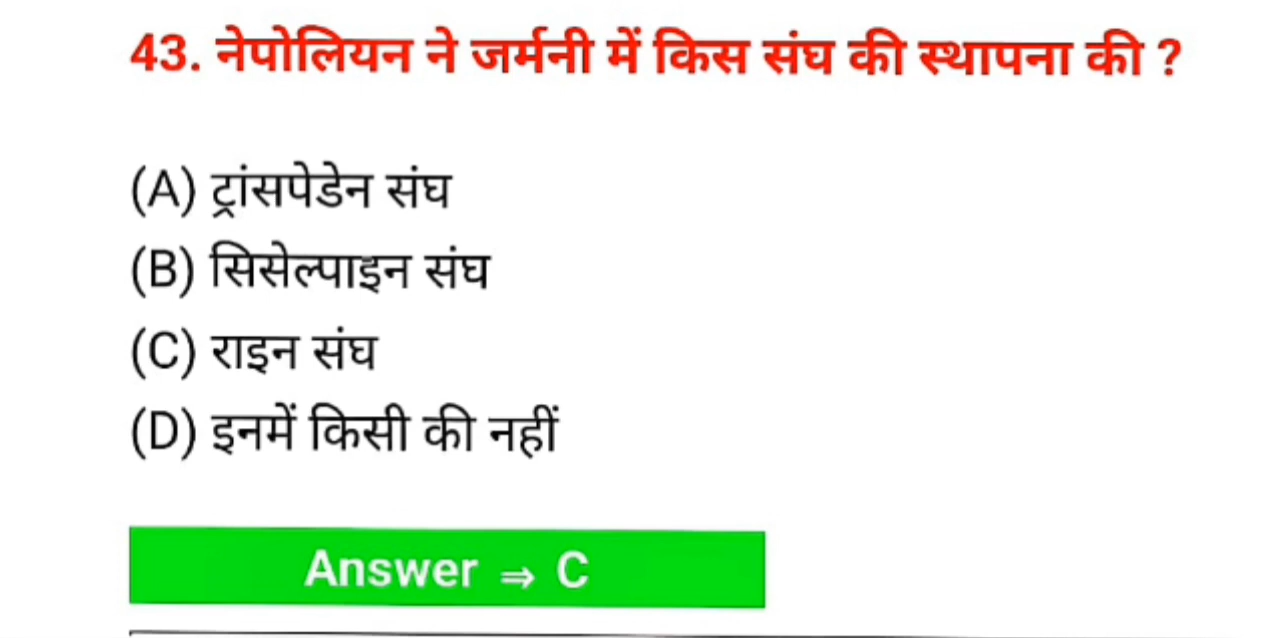 43. नेपोलियन ने जर्मनी में किस संघ की स्थापना की ?
(A) ट्रांसपेडेन संघ
(B) सिसेल्पाइन संघ
(C) राइन संघ
(D) इनमें किसी की नहीं
Answer ⇒ C